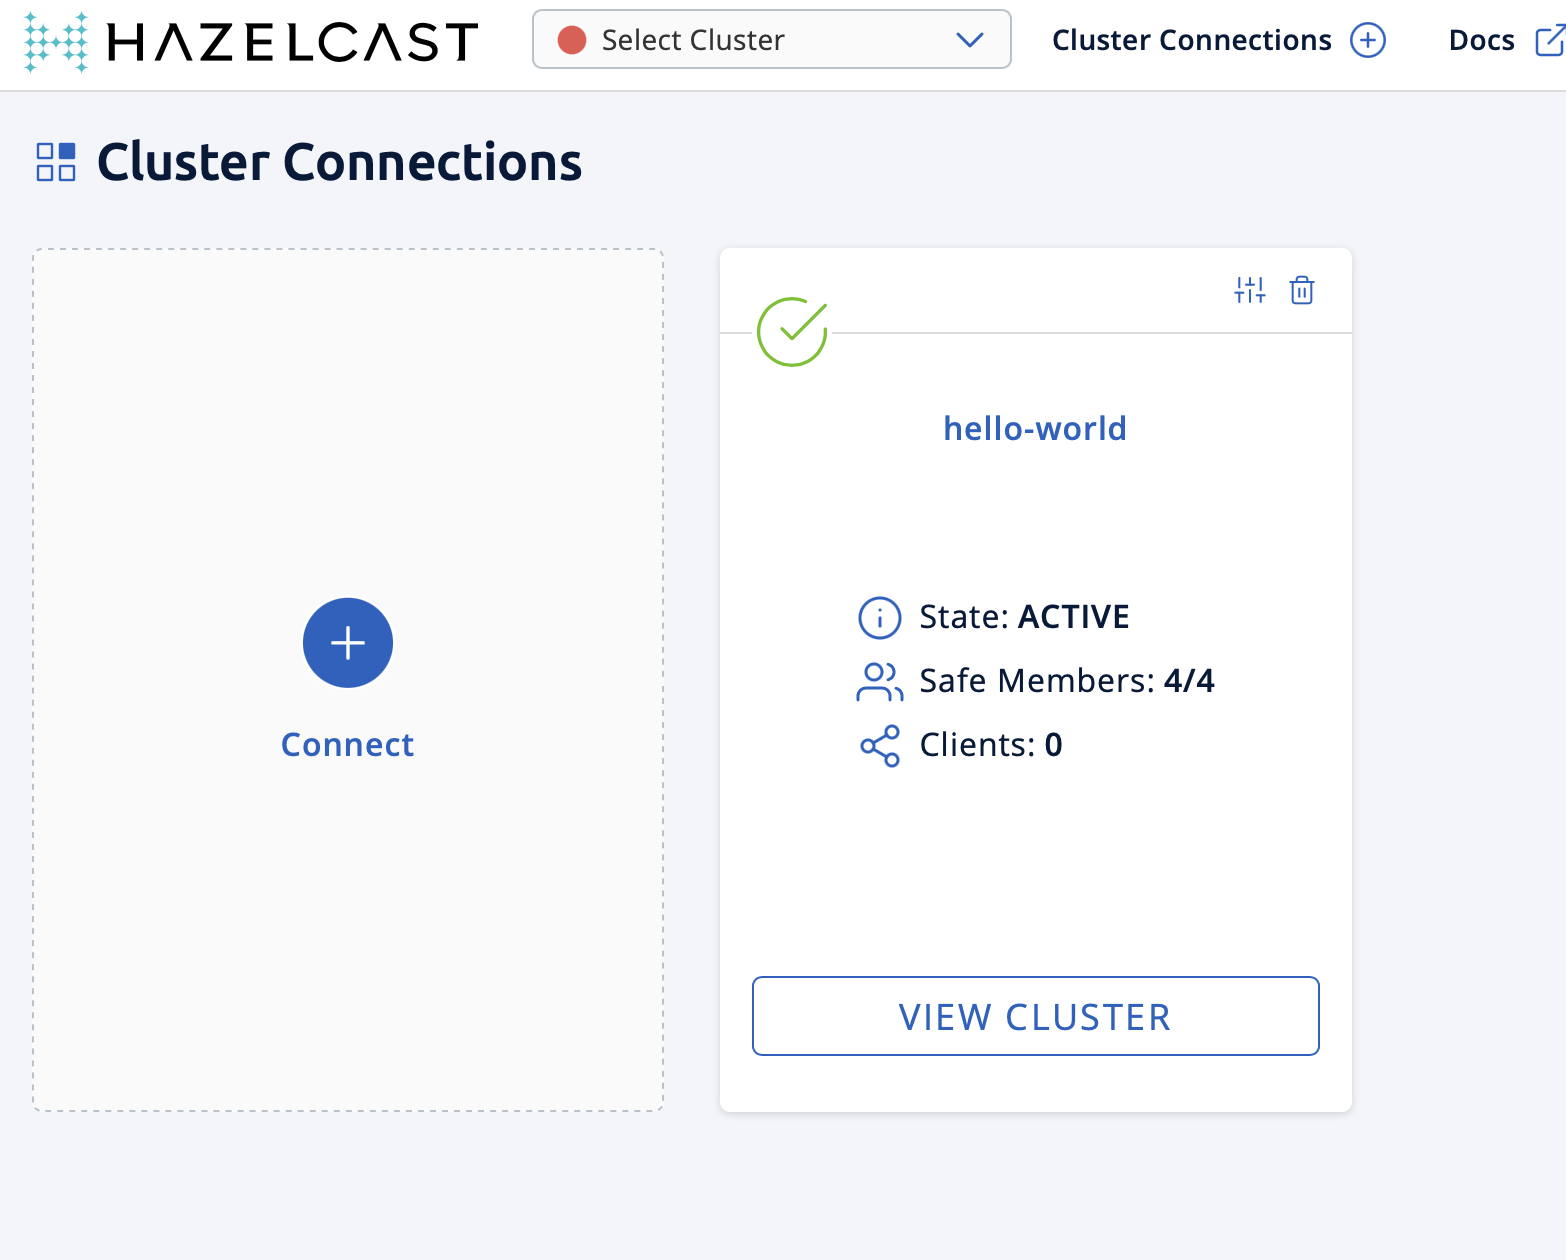 HAZELCAST
Select Cluster
Cluster Connections
Docs
Cluster Connections
Connect
hello-world
State: ACTIVE
Safe Members: 4/4
Clients: 0
VIEW CLUSTER